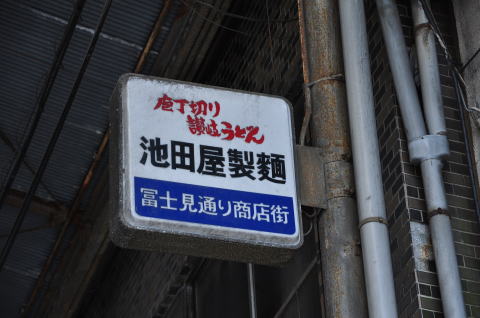 庖丁切り
讃岐うどん
池田屋製麺
冨士見通り商店街